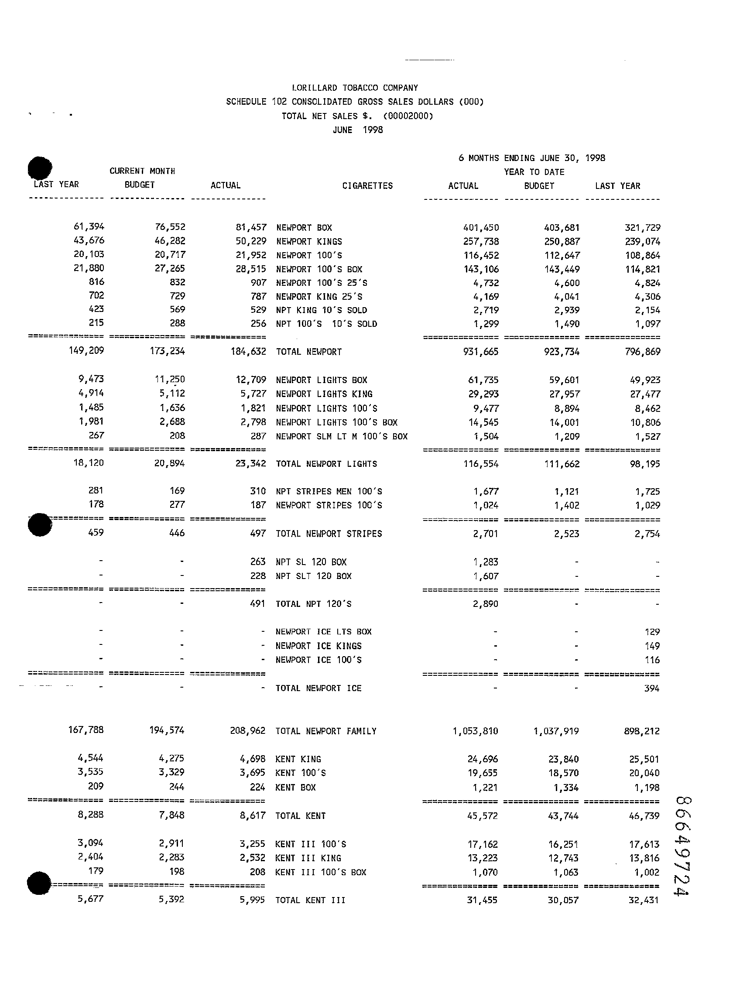 LORILLARD TOBACCO COMPANY
SCHEDULE 102 CONSOLIDATED GROSS SALES DOLLARS (000)
TOTAL NET SALES $. (00002000)
JUNE 1998
6 MONTHS ENDING JUNE 30, 1998
CURRENT MONTH YEAR TO DATE
LAST YEAR BUDGET ACTUAL CIGARETTES ACTUAL BUDGET LAST YEAR
61,394 76,552 81,457 NEWPORT BOX 401,450 403,681 321,729
43,676 46,282 50,229 NEWPORT KINGS 257,738 250,887 239,074
20,103 20,717 21,952 NEWPORT 100'S 116,452 112,647 108,864
21,880 27,265 28,515 NEWPORT 100'S BOX 143,106 143,449 114,821
816 832 907 NEWPORT 100'S 25'S 4,732 4,600 4,824
702 729 787 NEWPORT KING 25'S 4,169 4,041 4,306
423 569 529 NPT KING 10'S SOLD 2,719 2,939 2,154
215 288 256 NPT 100'S 10'S SOLD 1,299 1,490 1,097
149,209 173,234 184,632 TOTAL NEWPORT 931,665 923,734 796,869
9,473 11,250 12,709 NEWPORT LIGHTS BOX 61,735 59,601 49,923
4,914 5,112 5,727 NEWPORT LIGHTS KING 29,293 27,957 27,477
1,485 1,636 1,821 NEWPORT LIGHTS 100'S 9,477 8,894 8,462
1,981 2,688 2,798 NEWPORT LIGHTS 100'S BOX 14,545 14,001 10,806
267 208 287 NEWPORT SLM LT M 100'S BOX 1,504 1,209 1,527
18,120 20,894 23,342 TOTAL NEWPORT LIGHTS 116,554 111,662 98,195
281 169 310 NPT STRIPES MEN 100'S 1,677 1,121 1,725
178 277 187 NEWPORT STRIPES 100'S 1,024 1,402 1,029
459 446 497 TOTAL NEWPORT STRIPES 2,701 2,523 2,754
- - 263 NPT SL 120 BOX 1,283 - -
- - 228 NPT SLT 120 BOX 1,607 - -
- - 491 TOTAL NPT 120'S 2,890 - -
- - - NEWPORT ICE LTS BOX - - 129
- - - NEWPORT ICE KINGS - - 149
- - - NEWPORT ICE 100'S - - 116
- - - TOTAL NEWPORT ICE - - 394
167,788 194,574 208,962 TOTAL NEWPORT FAMILY 1,053,810 1,037,919 898,212
4,544 4,275 4,698 KENT KING 24,696 23,840 25,501
3,535 3,329 3,695 KENT 100'S 19,655 18,570 20,040
209 244 224 KENT BOX 1,221 1,334 1,198
8,288 7,848 8,617 TOTAL KENT 45,572 43,744 46,739
3,094 2,911 3,255 KENT III 100'S 17,162 16,251 17,613
2,404 2,283 2,532 KENT III KING 13,223 12,743 13,816
179 198 208 KENT III 100'S BOX 1,070 1,063 1,002
5,677 5,392 5,995 TOTAL KENT III 31,455 30,057 32,431
86649724